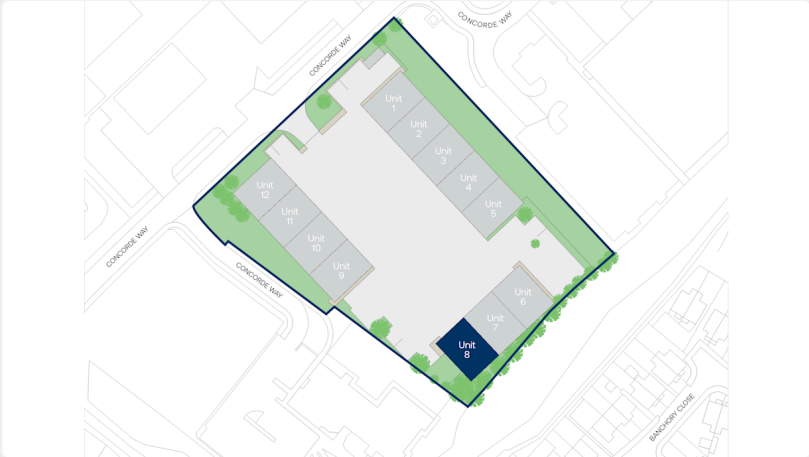 CONCORDE WAY
CONCORDE WAY
Unit
1
Unit
2
Unit
3
Unit
4
Unit
5
Unit
12
Unit
11
Unit
10
Unit
9
CONCORDE WAY
CONCORDE WAY
Unit
6
Unit
7
Unit
8
BANCHORY CLOSE